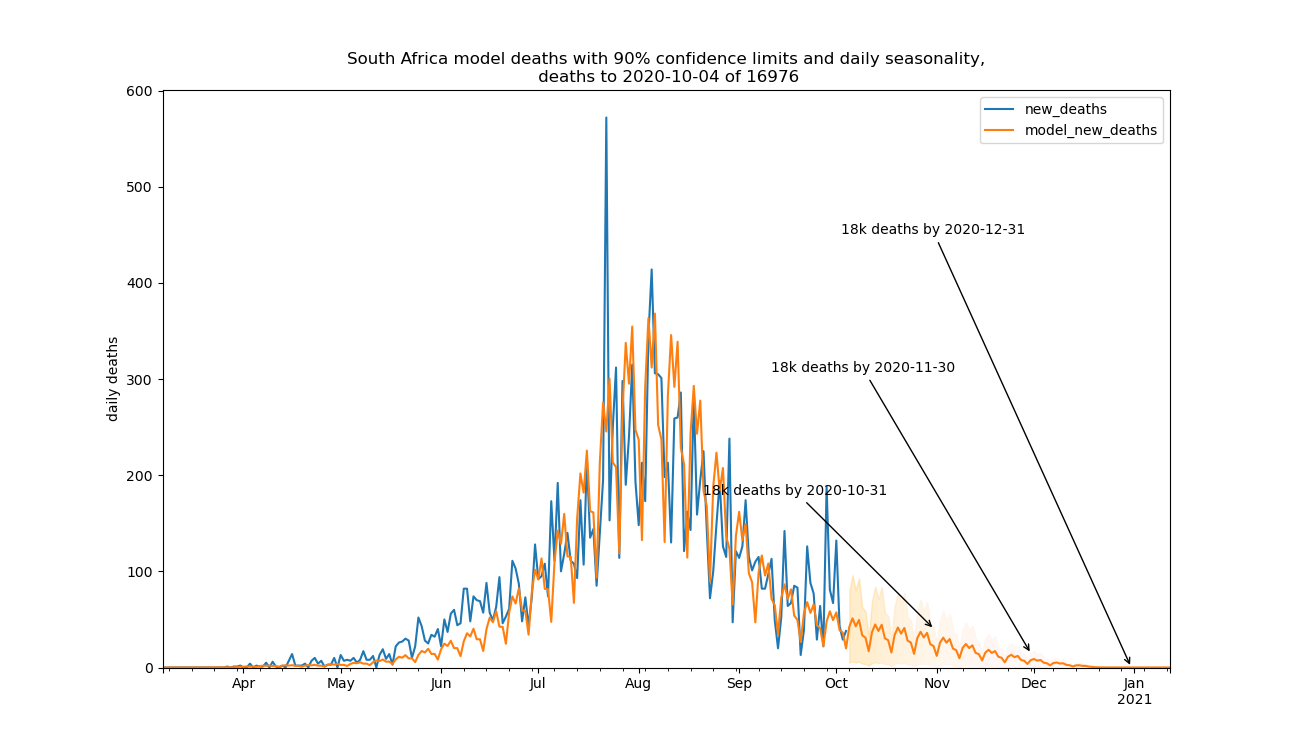 South Africa model deaths with 90% confidence limits and daily seasonality,
deaths to 2020-10-04 of 16976
600
new_deaths
model_new_deaths
500
18k deaths by 2020-12-31
400
18k deaths by 2020-11-30
300
daily deaths
200
18k deaths by 2020-10-31
100
0
Apr May Jun Jul Aug Sep Oct Nov Dec Jan
2021